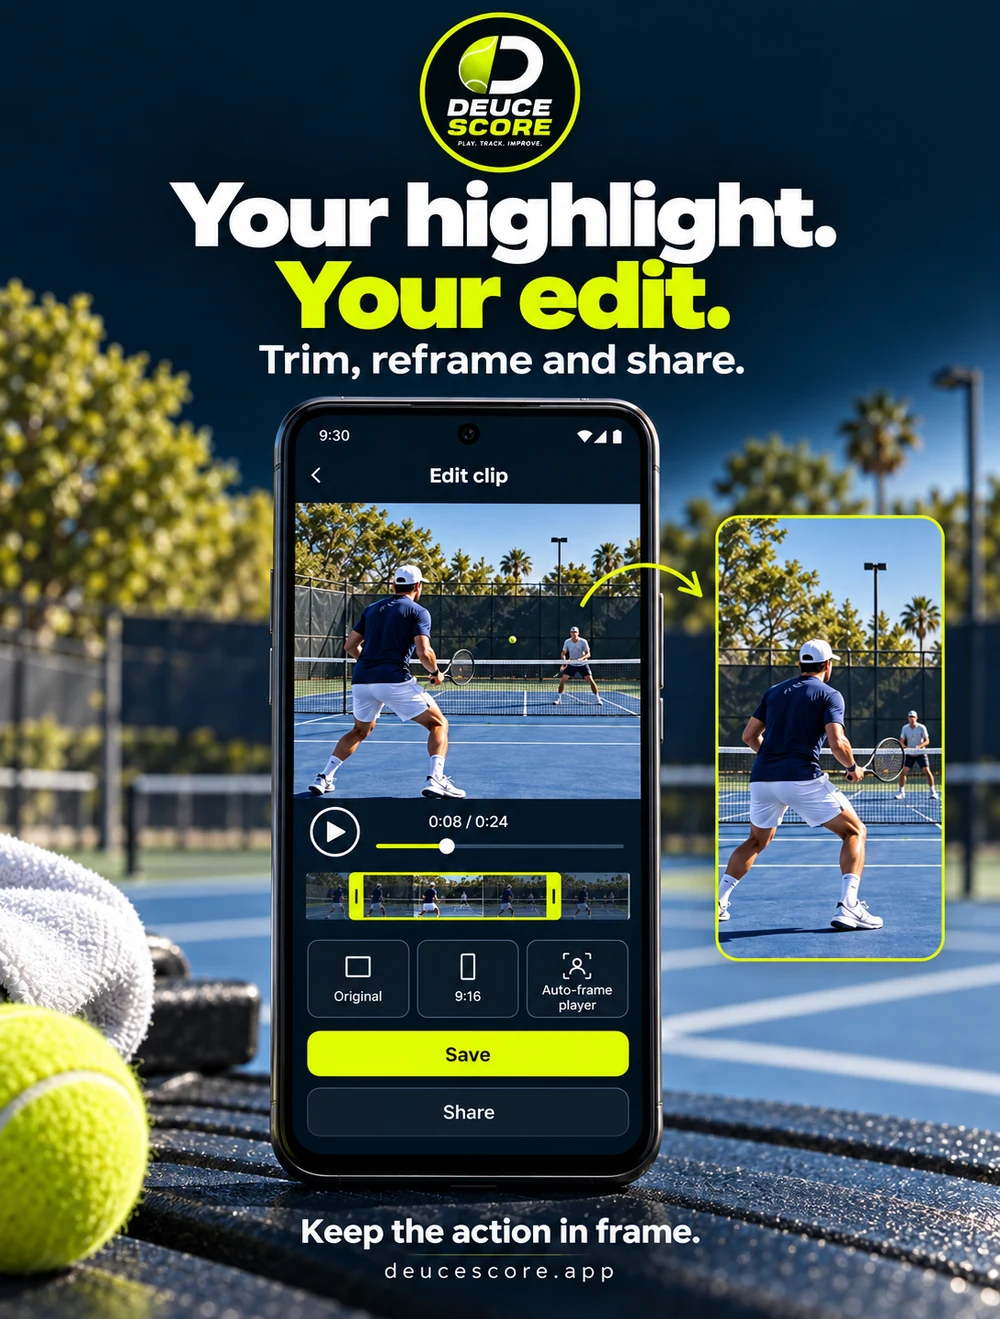 DEUCE
SCORE
PLAY. TRACK. IMPROVE.
Your highlight.
Your edit.
Trim, reframe and share.
9:30
Edit clip
0:08 / 0:24
Original
9:16
Auto-frame
player
Save
Share
Keep the action in frame.
deucescore.app